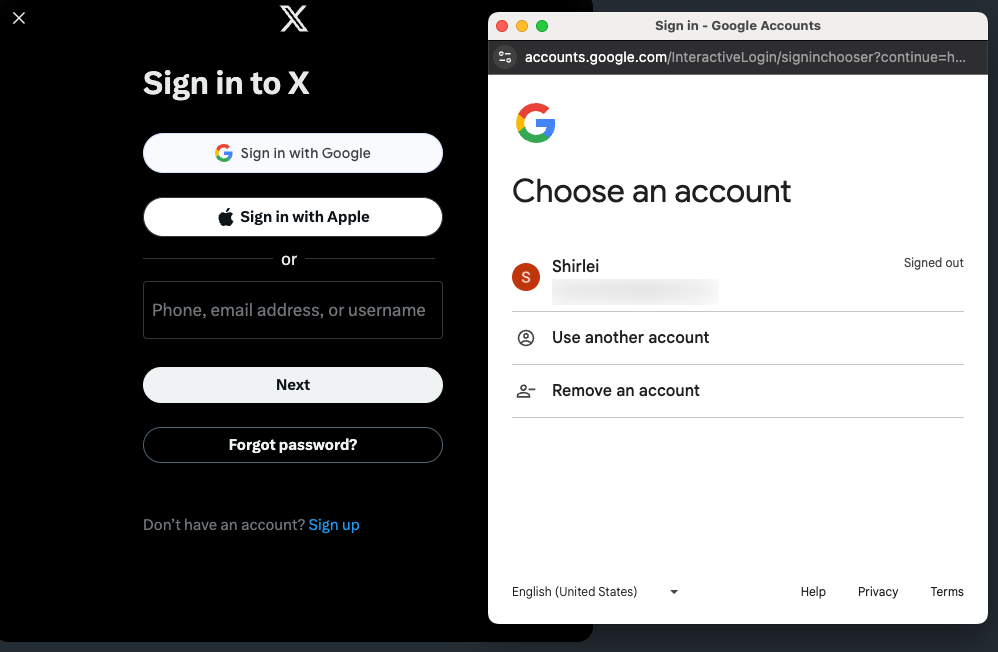 Sign in to X
Sign in with Google
Sign in with Apple
or
Phone, email address, or username
Next
Forgot password?
Don't have an account? Sign up
Sign in - Google Accounts
accounts.google.com/InteractiveLogin/signinchooser?continue=h...
Choose an account
S
Shirlei
Signed out
Use another account
Remove an account
English (United States)
Help
Privacy
Terms